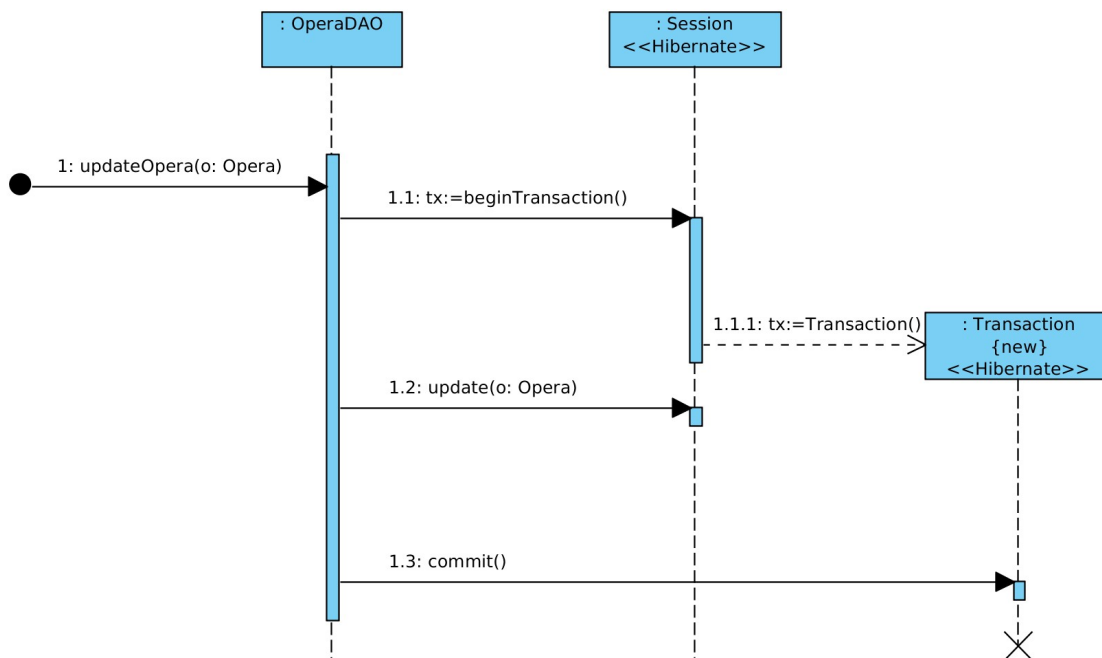 : OperaDAO
: Session
<<Hibernate>>
1: updateOpera(o: Opera)
1.1: tx:=beginTransaction()
1.1.1: tx:=Transaction()
: Transaction
{new}
<<Hibernate>>
1.2: update(o: Opera)
1.3: commit()